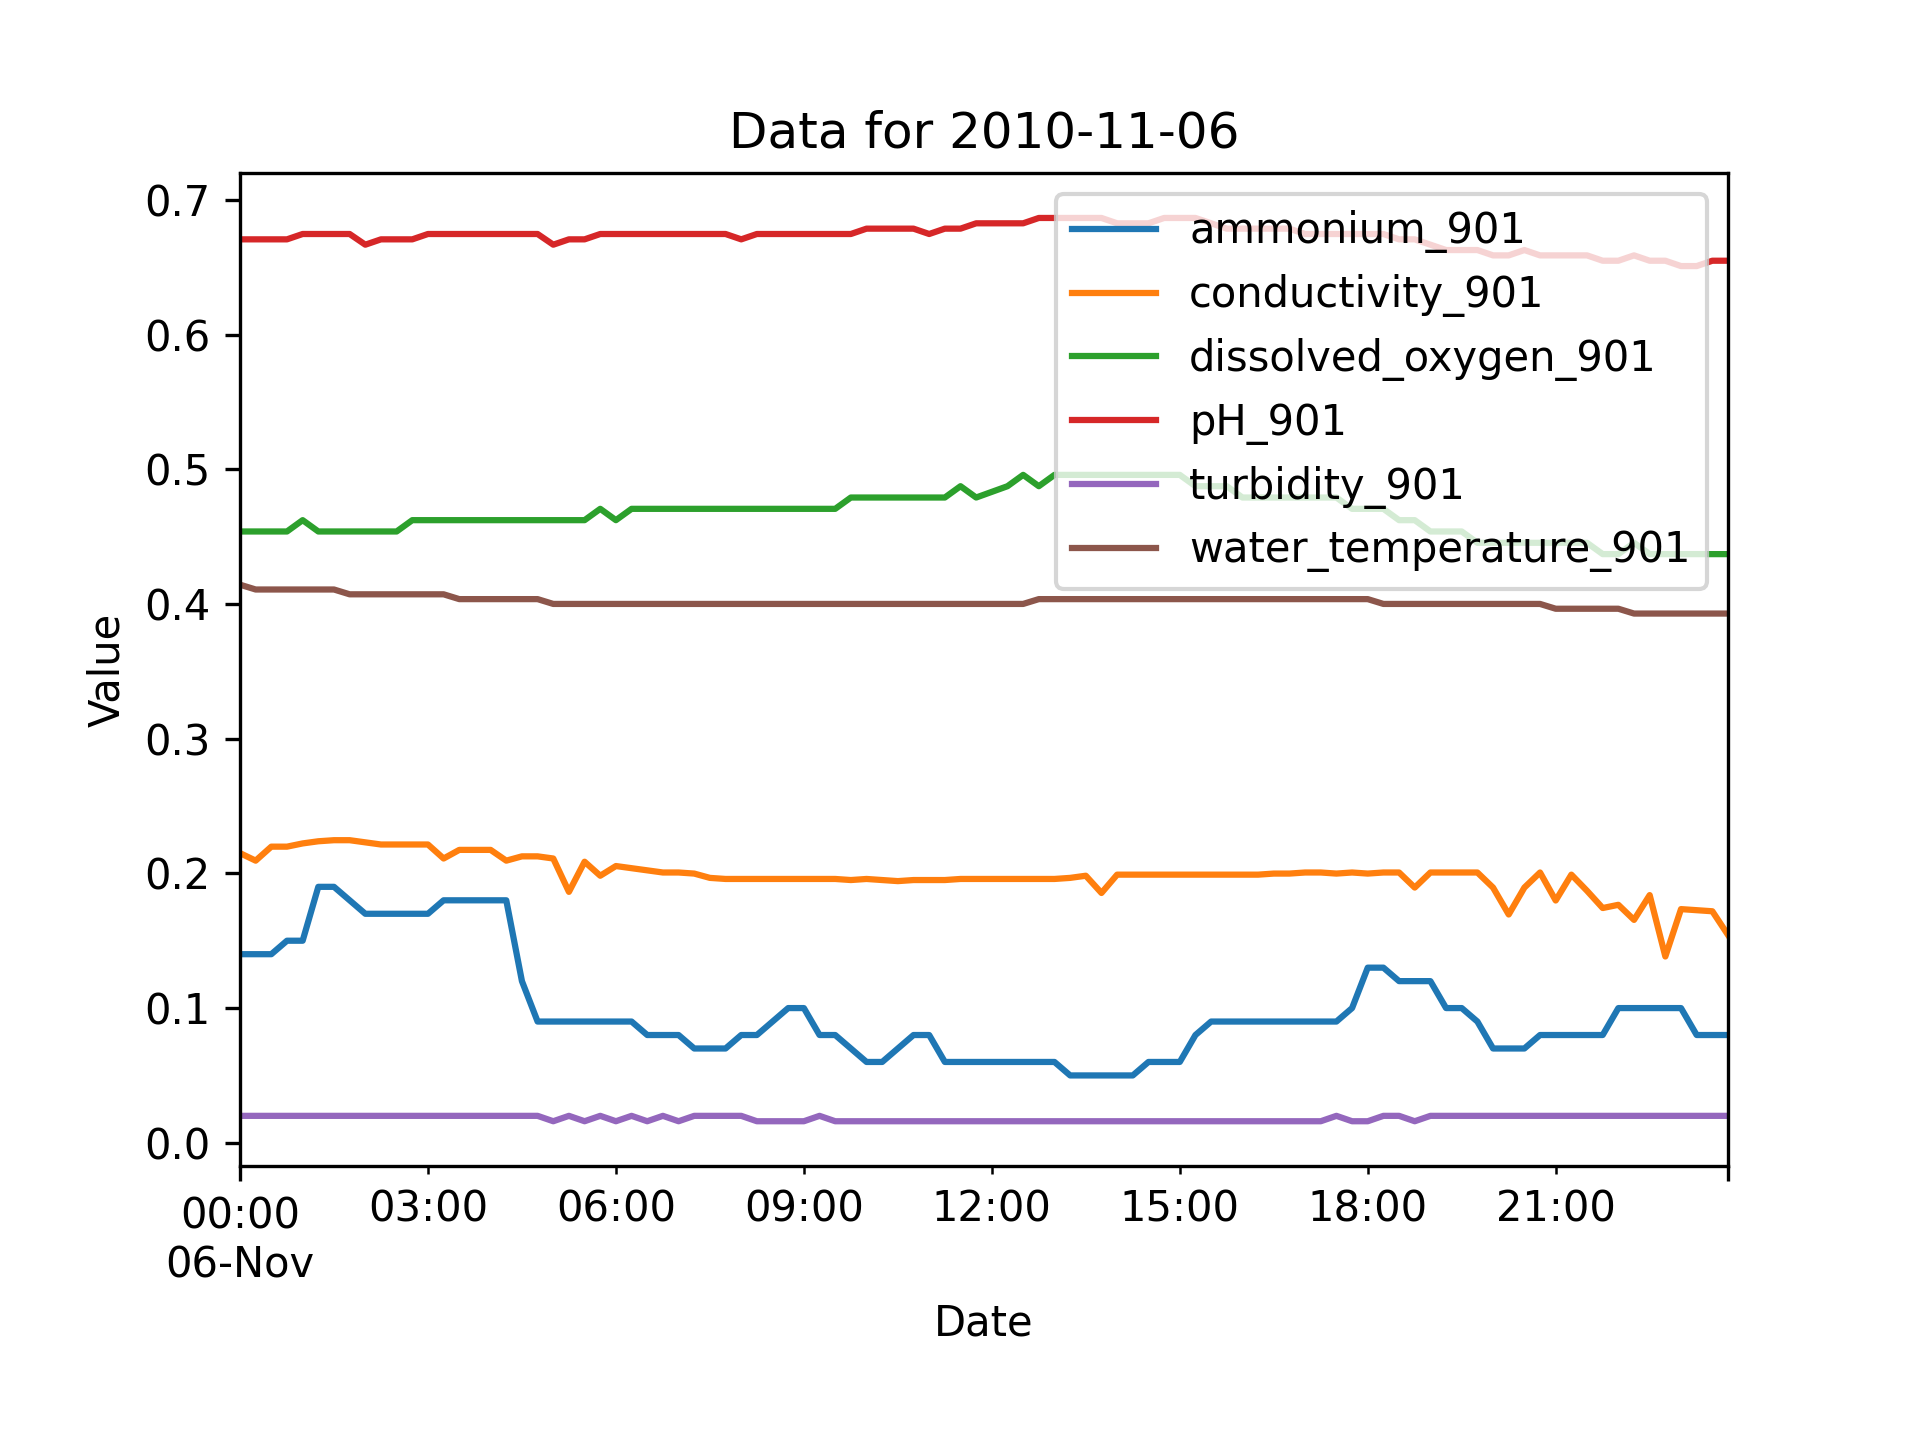 Data for 2010-11-06
0.7
0.6
0.5
0.4
0.3
0.2
0.1
0.0
Value
ammonium_901
conductivity_901
dissolved_oxygen_901
pH_901
turbidity_901
water_temperature_901
00:00 03:00 06:00 09:00 12:00 15:00 18:00 21:00
06-Nov
Date